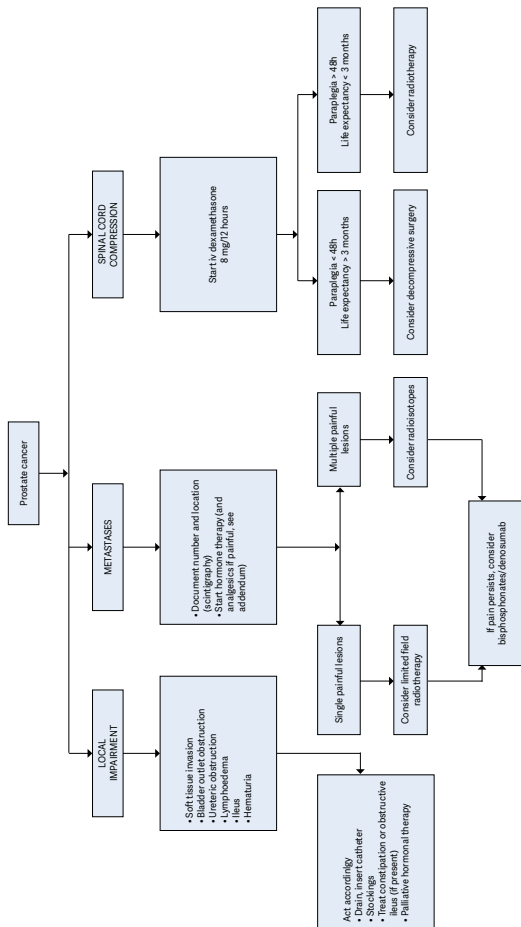 Prostate cancer
LOCAL
IMPAIRMENT
• Soft tissue invasion
• Bladder outlet obstruction
• Ureteric obstruction
• Lymphoedema
• Ileus
• Hematuria
Act accordinlgy
• Drain, insert catheter
• Stockings
• Treat constipation or obstructive
ileus (if present)
• Palliative hormonal therapy
METASTASES
• Document number and location
(scintigraphy)
• Start hormone therapy (and
analgesics if painful, see
addendum)
Single painful lesions
Consider limited field
radiotherapy
Multiple painful
lesions
Consider radioisotopes
If pain persists, consider
bisphosphonates/denosumab
SPINAL CORD
COMPRESSION
Start iv dexamethasone
8 mg/12 hours
Paraplegia < 48h
Life expectancy > 3 months
Consider decompressive surgery
Paraplegia > 48h
Life expectancy < 3 months
Consider radiotherapy